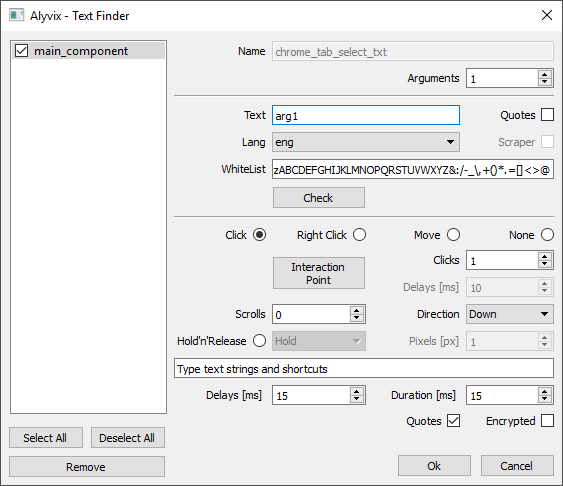 Alyvix - Text Finder
main_component
Name chrome_tab_select_txt
Arguments 1
Text arg1 Quotes
Lang eng Scraper
WhiteList zABCDEFGHIJKLMNOPQRSTUVWXYZ&:/-_\,+()*.=[]<>@
Check
Click Right Click Move None
Interaction Point Clicks 1
Delays [ms] 10
Scrolls 0 Direction Down
Hold'n'Release Hold Pixels [px] 1
Type text strings and shortcuts
Delays [ms] 15 Duration [ms] 15
Quotes Encrypted
Select All Deselect All
Remove
Ok Cancel